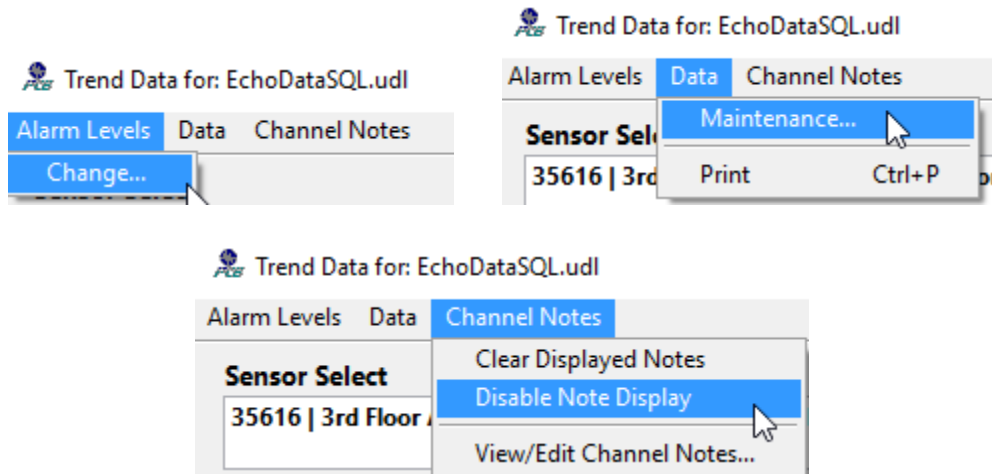 Trend Data for: EchoDataSQL.udl
Alarm Levels Data Channel Notes
Change...
Trend Data for: EchoDataSQL.udl
Alarm Levels Data Channel Notes
Maintenance...
Sensor Sel
35616 | 3rd
Print Ctrl+P
Trend Data for: EchoDataSQL.udl
Alarm Levels Data Channel Notes
Clear Displayed Notes
Sensor Select
Disable Note Display
35616 | 3rd Floor
View/Edit Channel Notes...